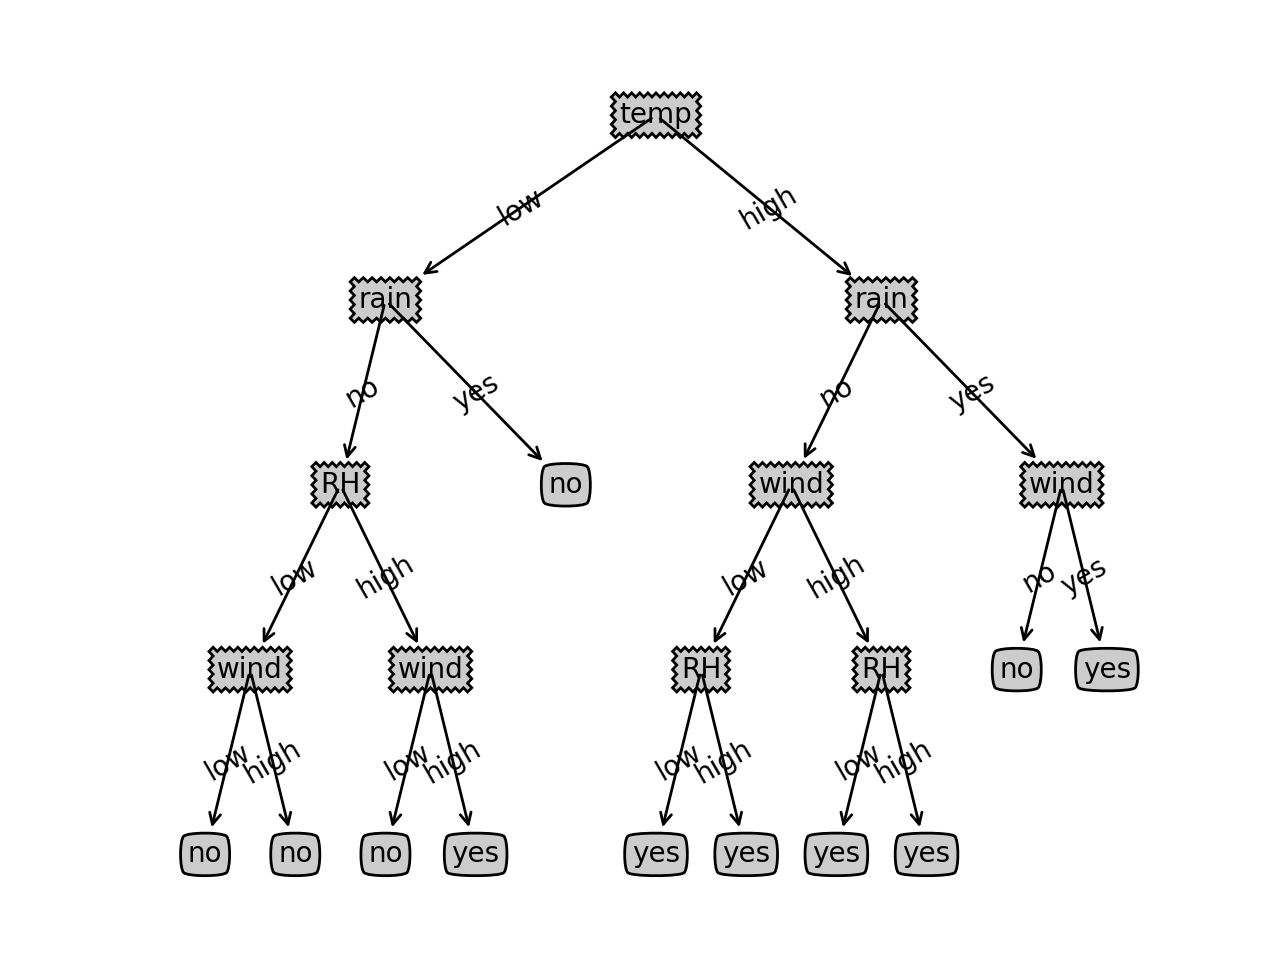 temp
low high
rain rain
no yes no yes
RH no wind wind
low high low high no yes
wind wind RH RH no yes
low high low high low high low high
no no no yes yes yes yes yes